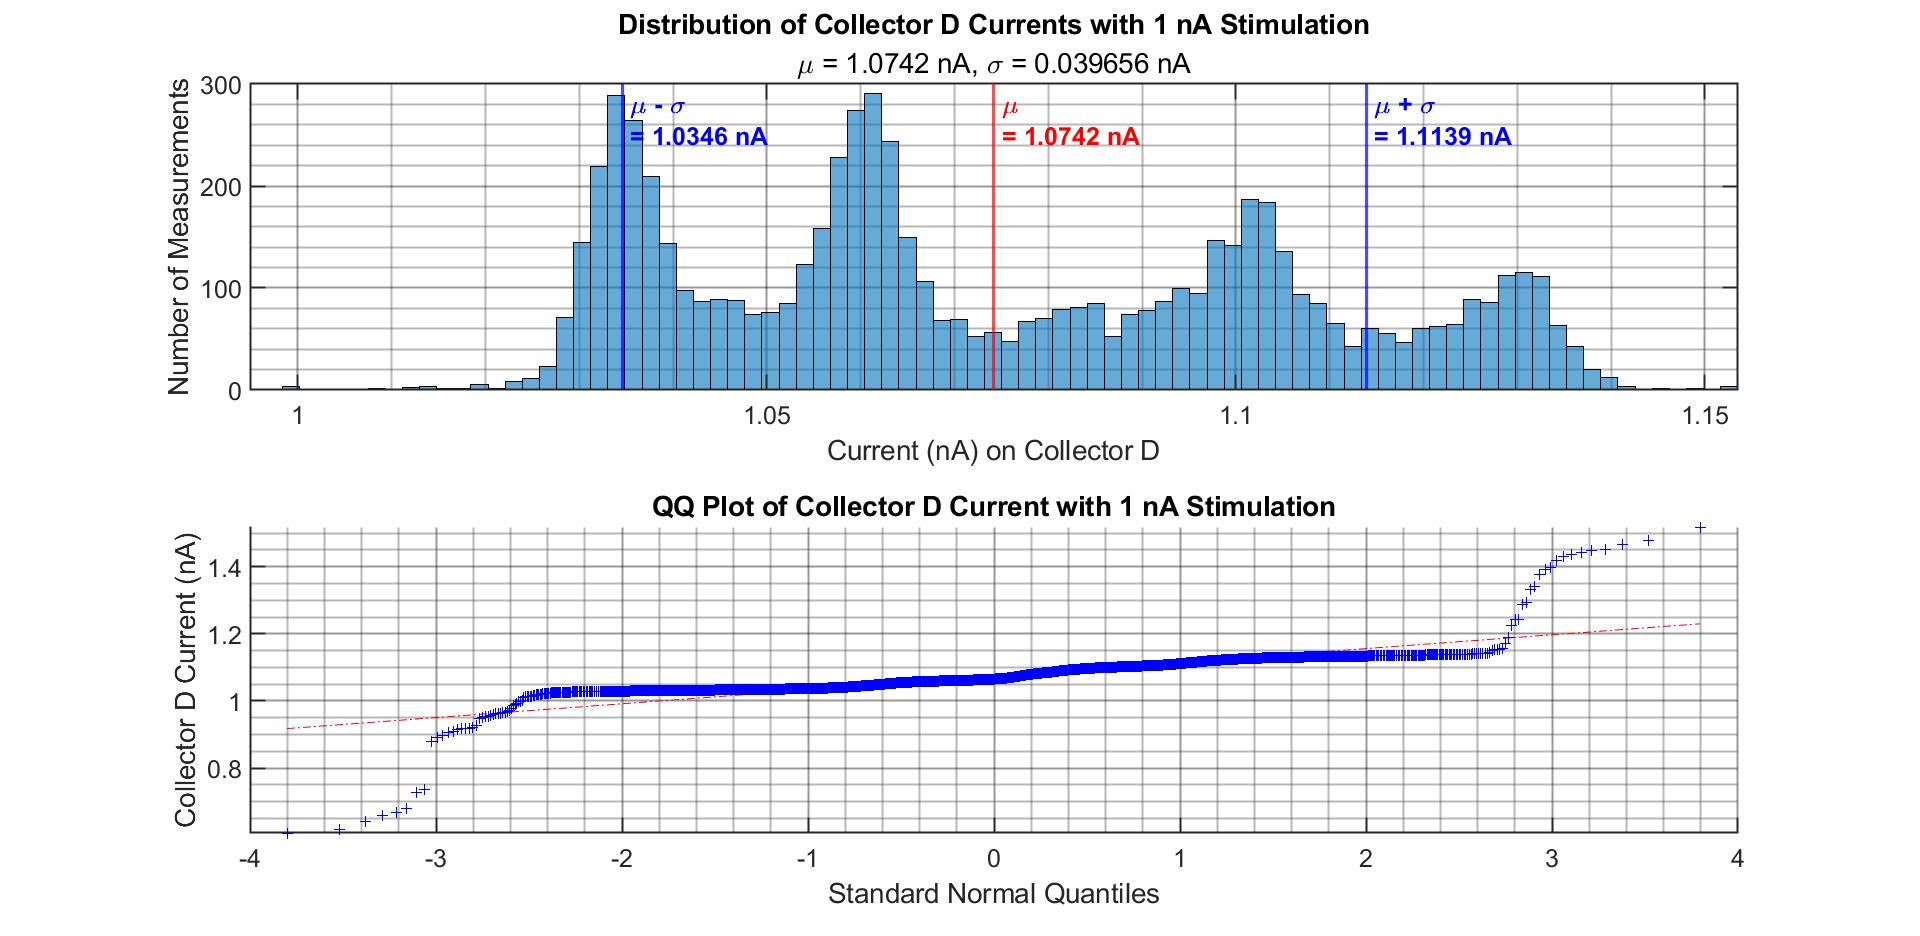 Distribution of Collector D Currents with 1 nA Stimulation
μ = 1.0742 nA, σ = 0.039656 nA
Number of Measurements
300
200
100
0
μ - σ
= 1.0346 nA
μ
= 1.0742 nA
μ + σ
= 1.1139 nA
1 1.05 1.1 1.15
Current (nA) on Collector D
QQ Plot of Collector D Current with 1 nA Stimulation
Collector D Current (nA)
1.4
1.2
1
0.8
-4 -3 -2 -1 0 1 2 3 4
Standard Normal Quantiles